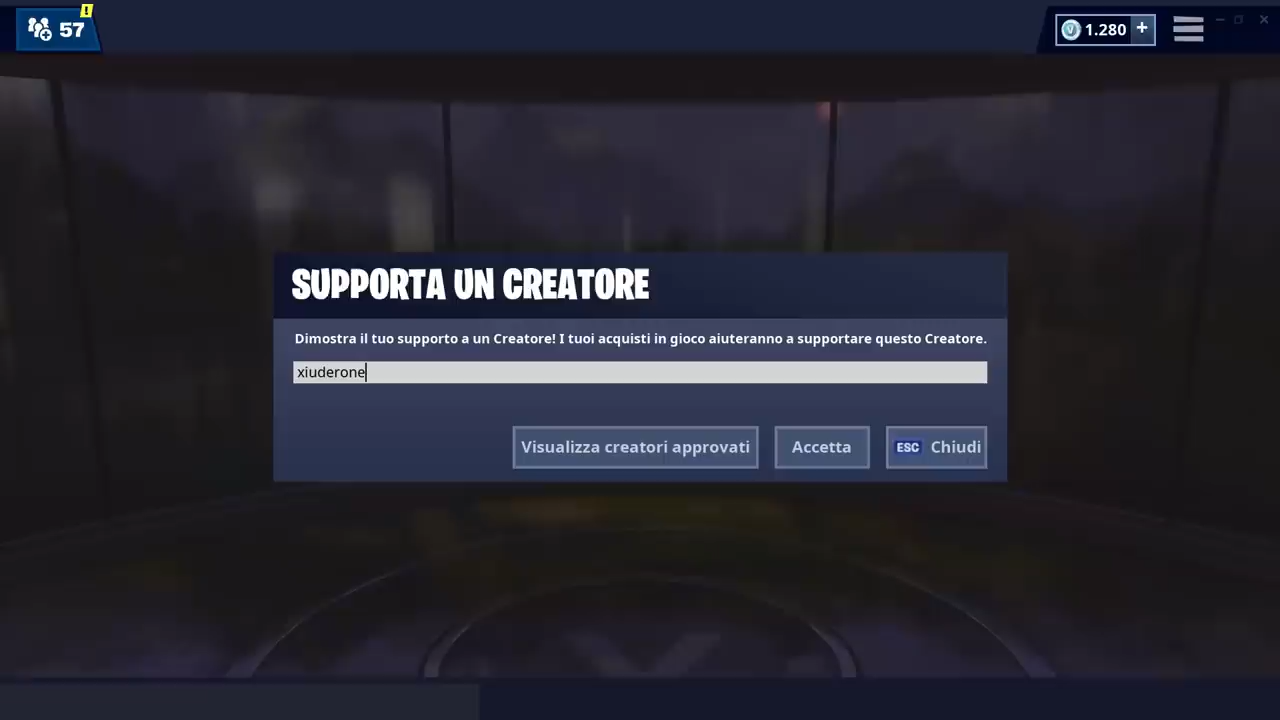 57
!
1.280 +
SUPPORTA UN CREATORE
Dimostra il tuo supporto a un Creatore! I tuoi acquisti in gioco aiuteranno a supportare questo Creatore.
xiuderone
Visualizza creatori approvati
Accetta
ESC Chiudi